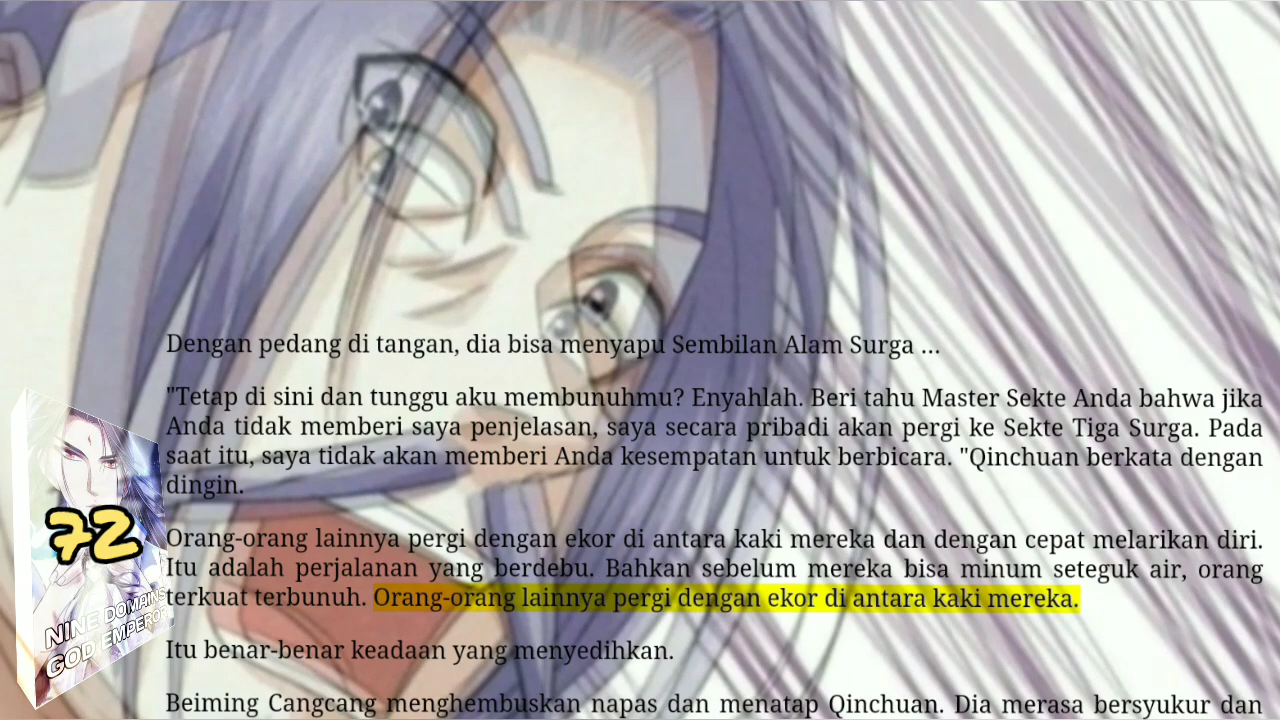 Dengan pedang di tangan, dia bisa menyapu Sembilan Alam Surga ...
"Tetap di sini dan tunggu aku membunuhmu? Enyahlah. Beri tahu Master Sekte Anda bahwa jika
Anda tidak memberi saya penjelasan, saya secara pribadi akan pergi ke Sekte Tiga Surga. Pada
saat itu, saya tidak akan memberi Anda kesempatan untuk berbicara. "Qinchuan berkata dengan
dingin.
Orang-orang lainnya pergi dengan ekor di antara kaki mereka dan dengan cepat melarikan diri.
Itu adalah perjalanan yang berdebu. Bahkan sebelum mereka bisa minum seteguk air, orang
terkuat terbunuh. Orang-orang lainnya pergi dengan ekor di antara kaki mereka.
Itu benar-benar keadaan yang menyedihkan.
Beiming Cangcang menghembuskan napas dan menatap Qinchuan. Dia merasa bersyukur dan
72
NINE DOMAINS
GOD EMPEROR